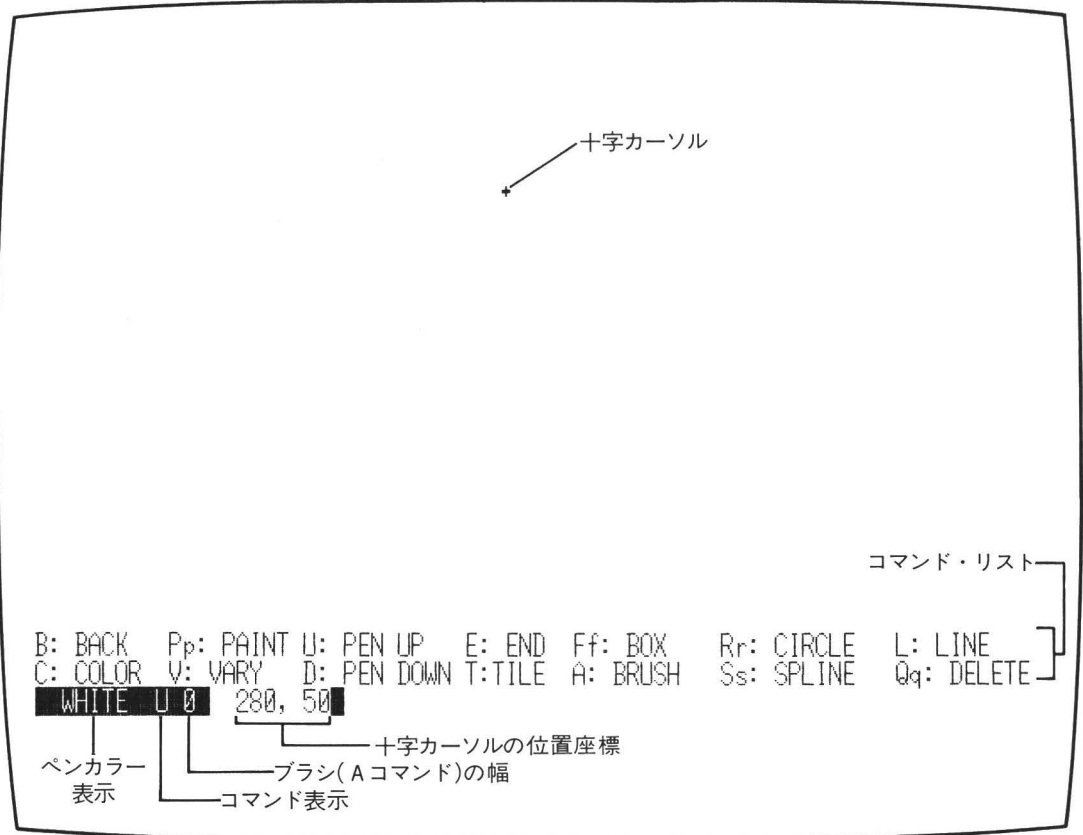 十字カーソル
コマンド・リスト
B: BACK Pp: PAINT U: PEN UP E: END Ff: BOX Rr: CIRCLE L: LINE
C: COLOR V: VARY D: PEN DOWN T:TILE A: BRUSH Ss: SPLINE Qq: DELETE
WHITE U 0 280, 50
十字カーソルの位置座標
ペンカラー
表示
ブラシ(Aコマンド)の幅
コマンド表示